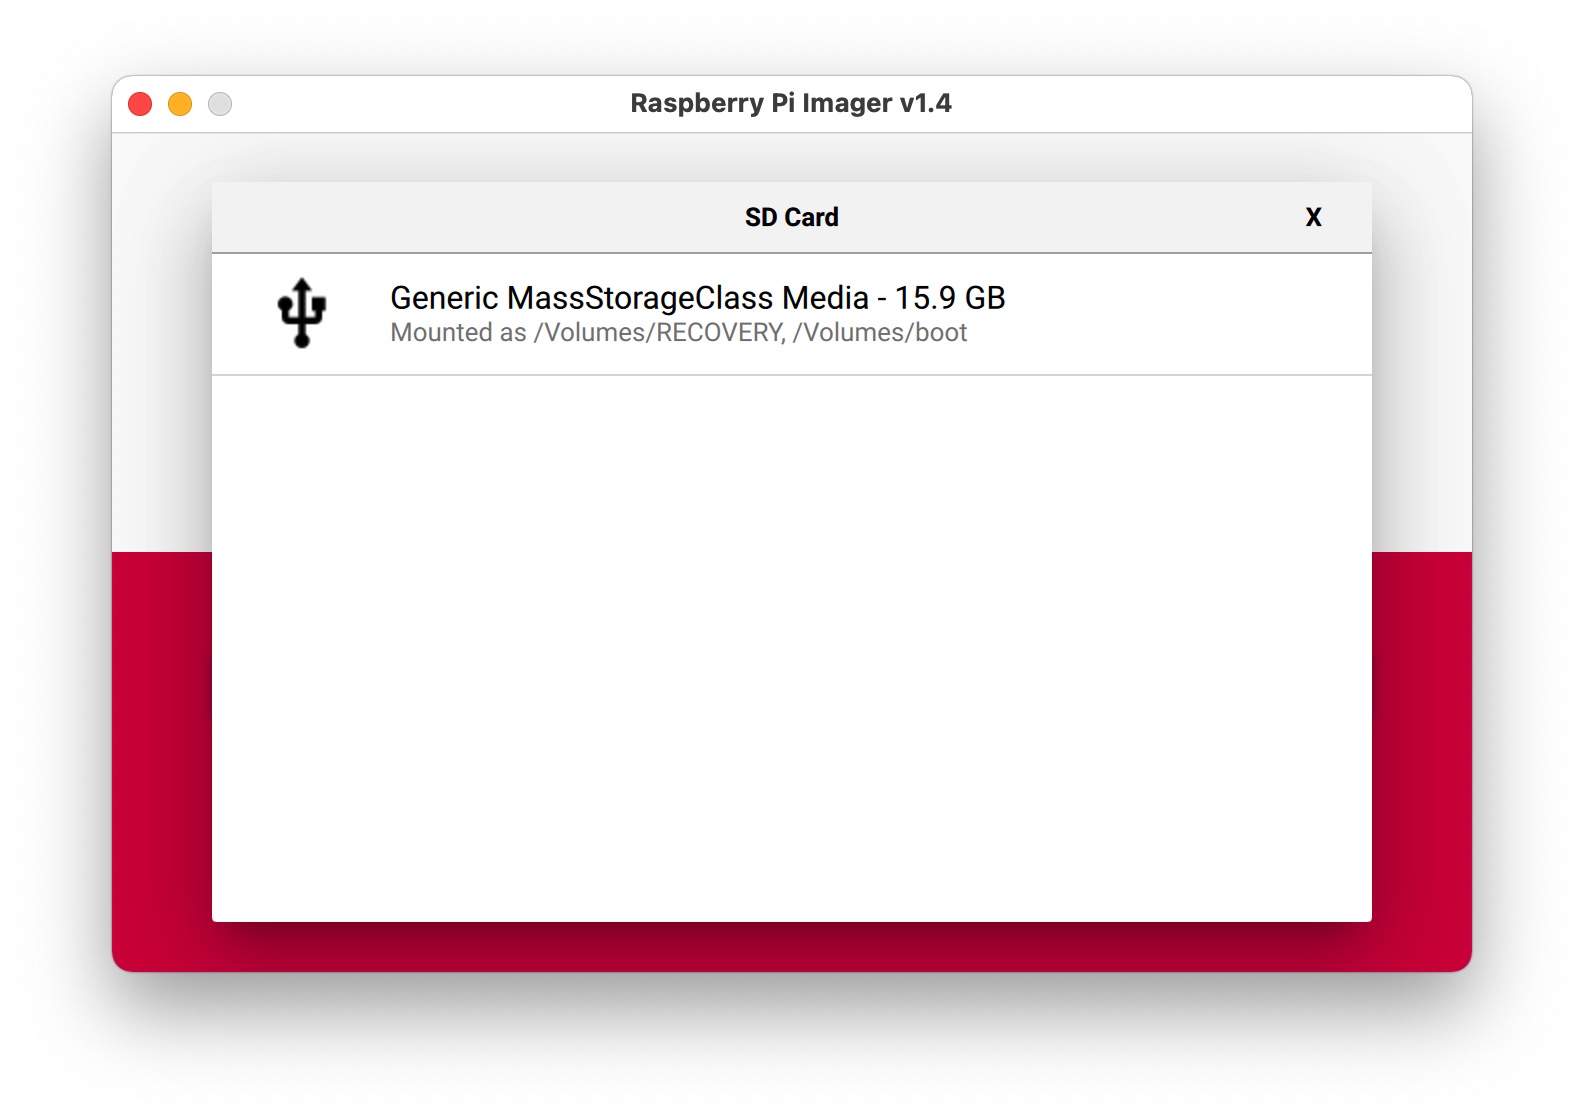 Raspberry Pi Imager v1.4
SD Card
X
Generic MassStorageClass Media - 15.9 GB
Mounted as /Volumes/RECOVERY, /Volumes/boot